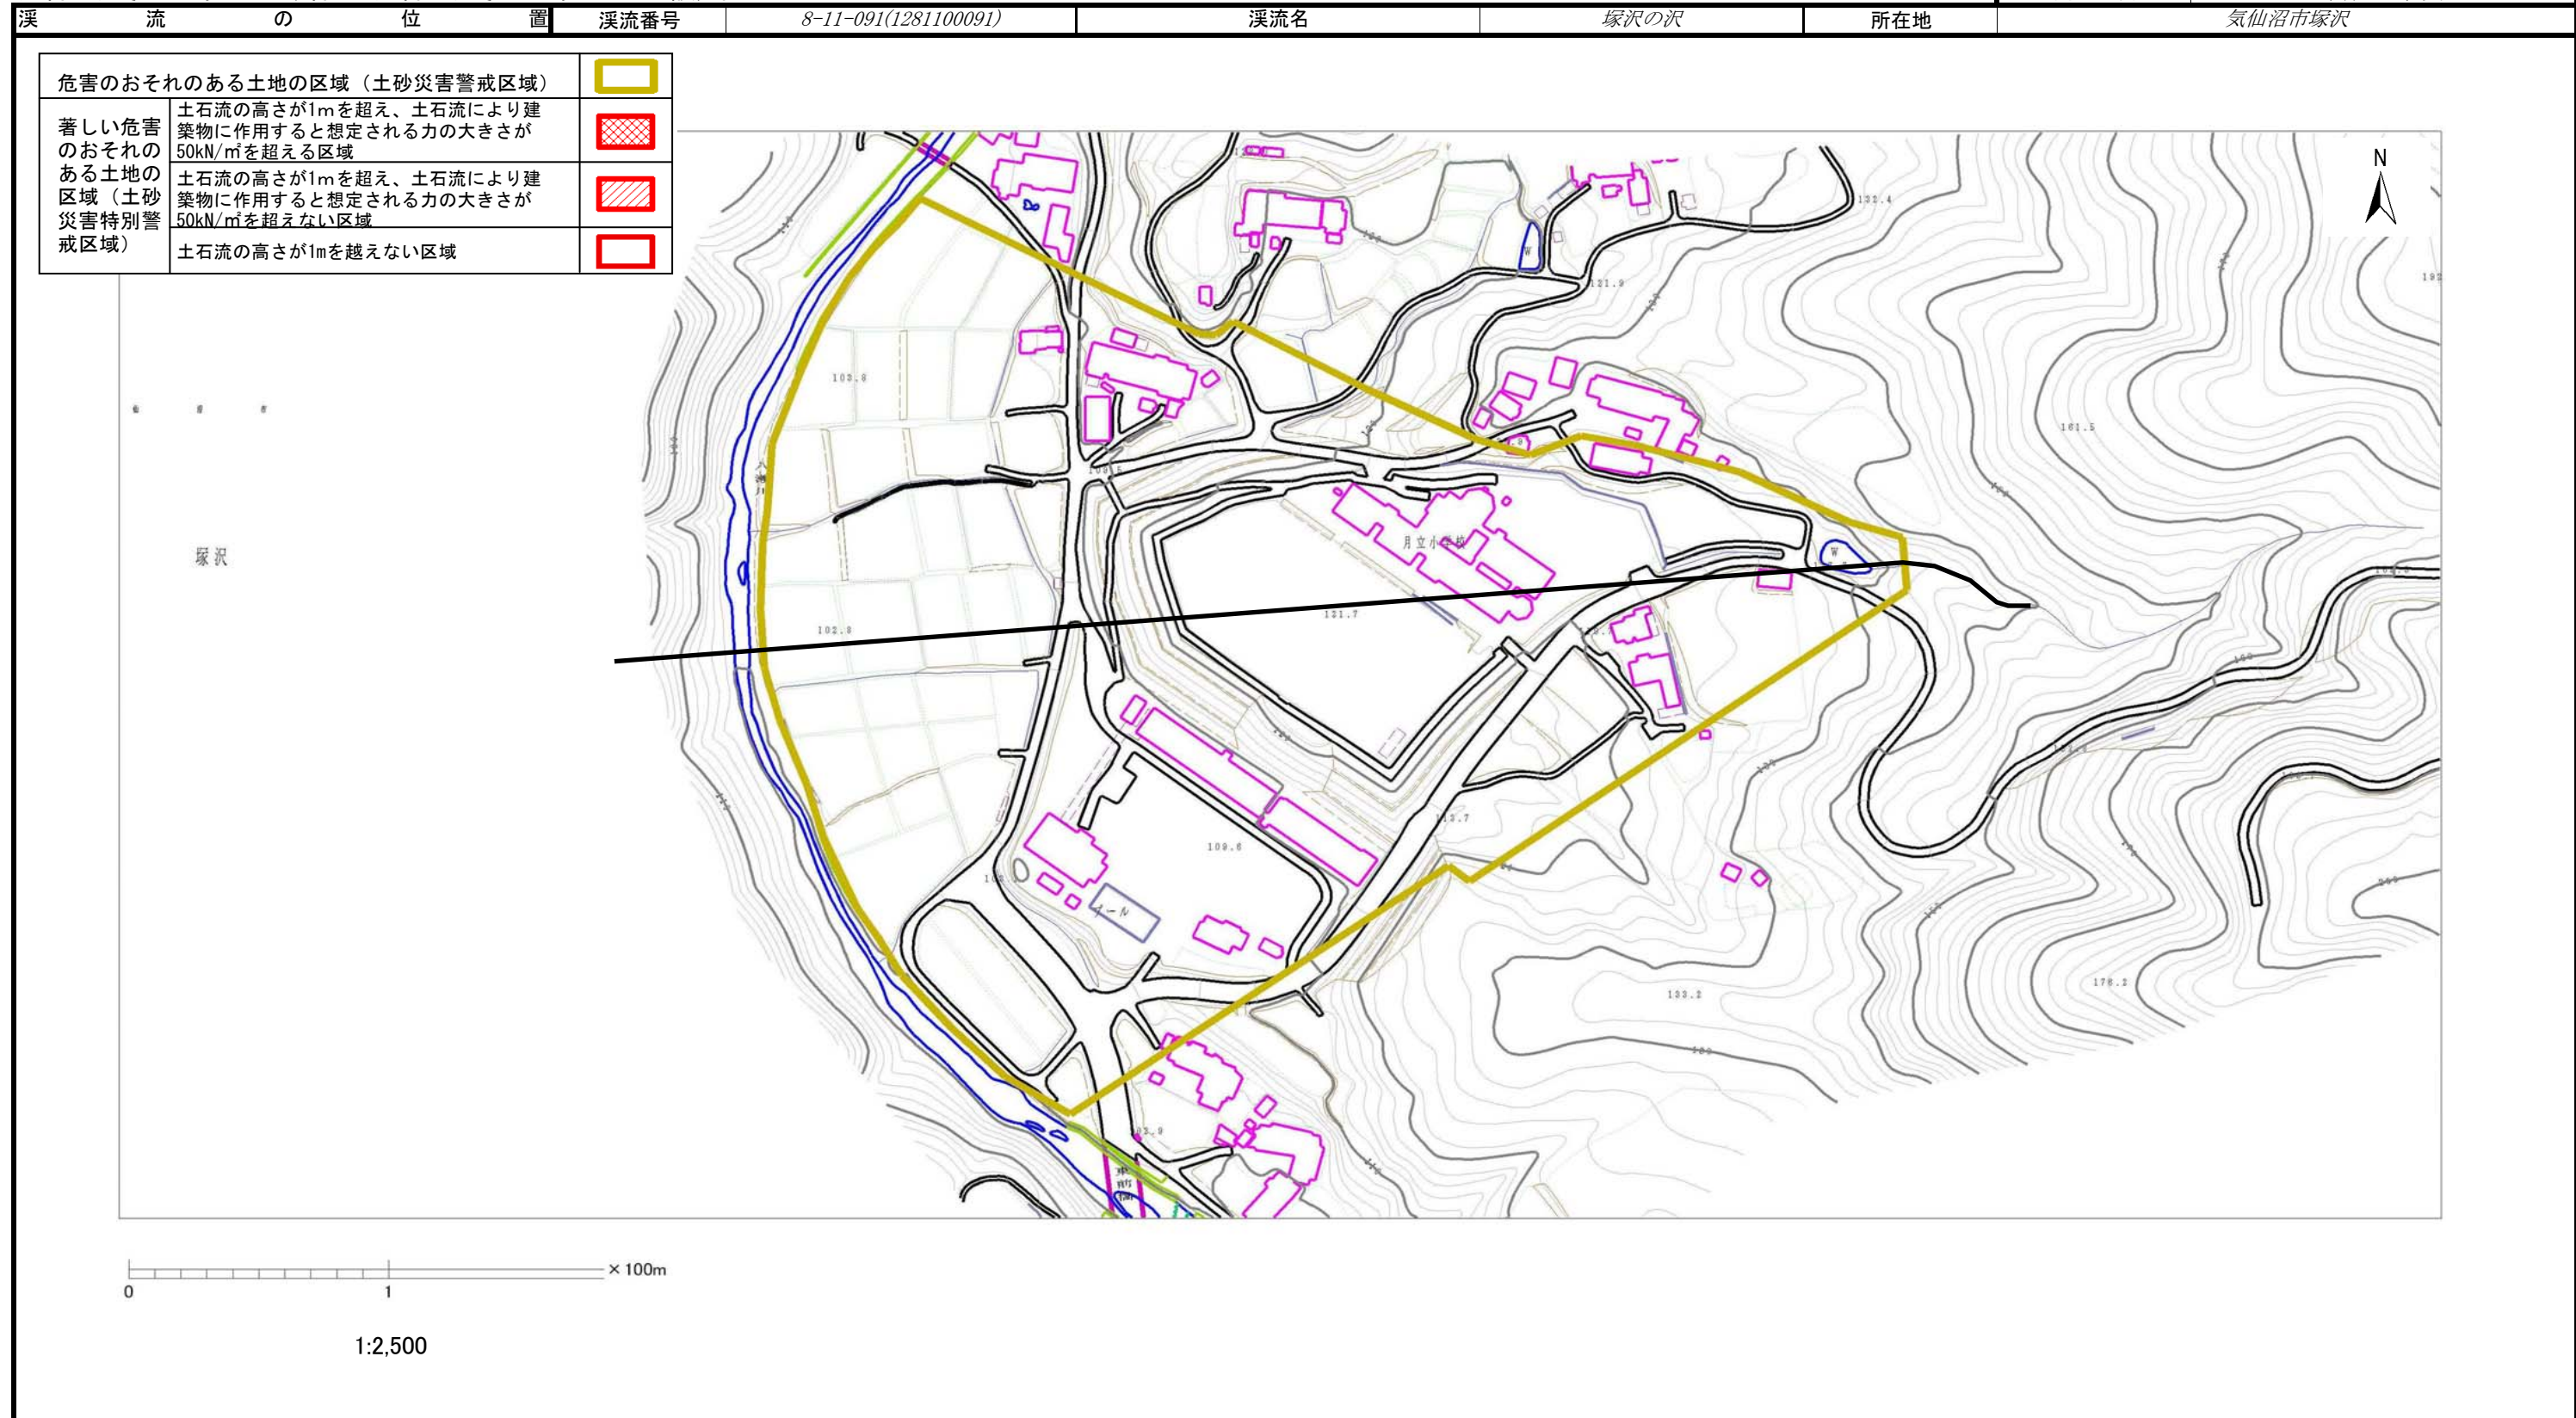 渓流の位置 渓流番号 8-11-091(1281100091) 渓流名 塚沢の沢 所在地 気仙沼市塚沢
危害のおそれのある土地の区域（土砂災害警戒区域）
著しい危害
のおそれの
ある土地の
区域（土砂
災害特別警
戒区域）
土石流の高さが1ｍを超え、土石流により建
築物に作用すると想定される力の大きさが
50kN/㎡を超える区域
土石流の高さが1ｍを超え、土石流により建
築物に作用すると想定される力の大きさが
50kN/㎡を超えない区域
土石流の高さが1mを越えない区域
N
132.4
W
121.9
103.8
161.5
八瀬川
塚沢
月立小学校
W
121.7
102.8
113.7
109.6
プール
133.2
176.2
× 100m
0 1
1:2,500